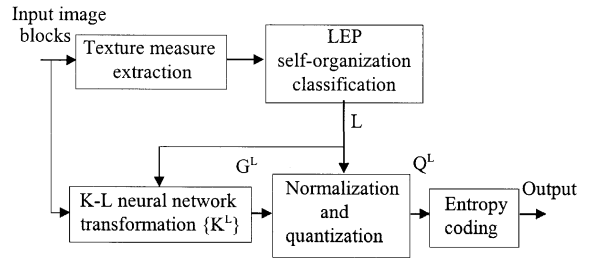 Input image
blocks
Texture measure
extraction
LEP
self-organization
classification
L
G^L
Q^L
K-L neural network
transformation {K^L}
Normalization
and
quantization
Entropy
coding
Output